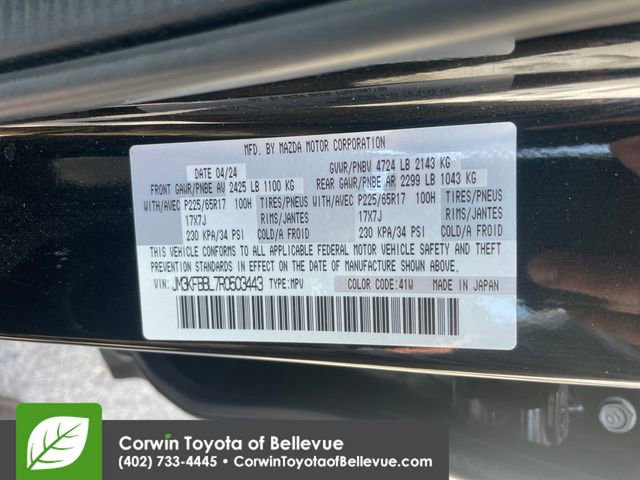 MFD. BY MAZDA MOTOR CORPORATION
DATE 04/24 GVWR/PNBV 4724 LB 2143 KG
FRONT GAWR/PNBE AV 2425 LB 1100 KG REAR GAWR/PNBE AR 2299 LB 1043 KG
WITH/AVEC P225/65R17 100H TIRES/PNEUS WITH/AVEC P225/65R17 100H TIRES/PNEUS
17X7J RIMS/JANTES 17X7J RIMS/JANTES
230 KPA/34 PSI COLD/A FROID 230 KPA/34 PSI COLD/A FROID
THIS VEHICLE CONFORMS TO ALL APPLICABLE FEDERAL MOTOR VEHICLE SAFETY AND THEFT
PREVENTION STANDARDS IN EFFECT ON THE DATE OF MANUFACTURE SHOWN ABOVE.
VIN: JM3KFBBL7R0503443 TYPE: MPV COLOR CODE: 41W MADE IN JAPAN
Corwin Toyota of Bellevue
(402) 733-4445 • CorwinToyotaofBellevue.com